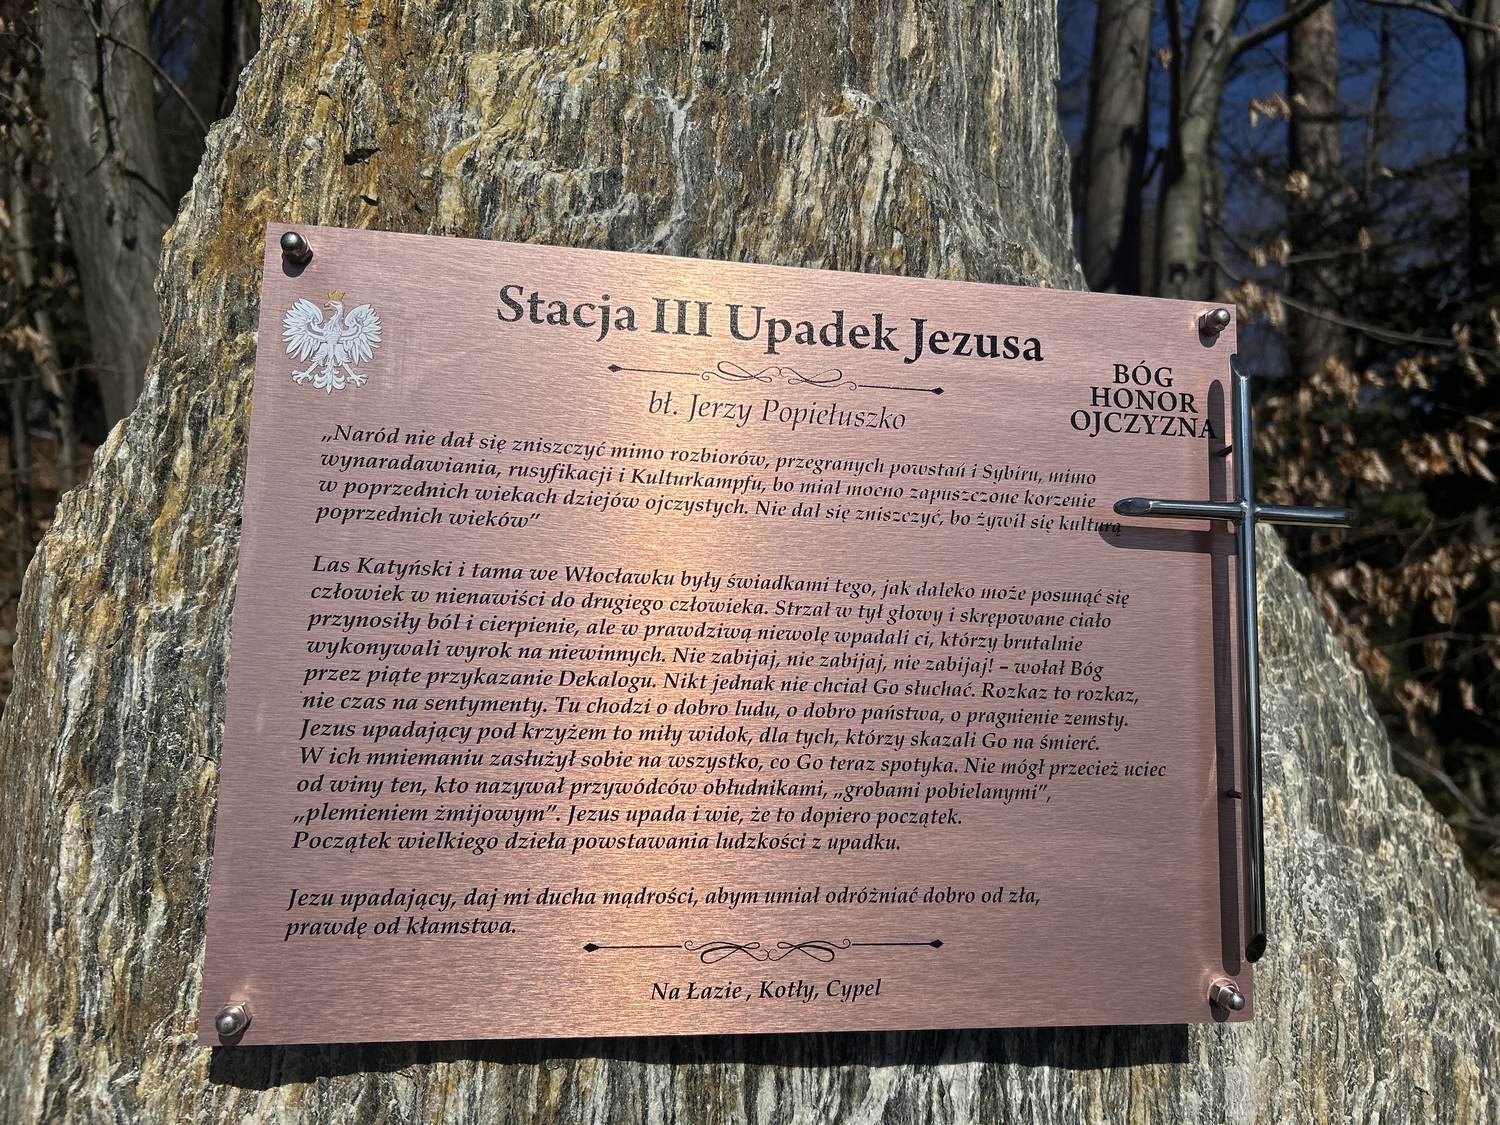 Stacja III Upadek Jezusa
BÓG
HONOR
OJCZYZNA
bł. Jerzy Popiełuszko
„Naród nie dał się zniszczyć mimo rozbiorów, przegranych powstań i Sybiru, mimo
wynaradawiania, rusyfikacji i Kulturkampfu, bo miał mocno zapuszczone korzenie
w poprzednich wiekach dziejów ojczystych. Nie dał się zniszczyć, bo żywił się kulturą
poprzednich wieków”
Las Katyński i tama we Włocławku były świadkami tego, jak daleko może posunąć się
człowiek w nienawiści do drugiego człowieka. Strzał w tył głowy i skrępowane ciało
przynosiły ból i cierpienie, ale w prawdziwą niewolę wpadali ci, którzy brutalnie
wykonywali wyrok na niewinnych. Nie zabijaj, nie zabijaj, nie zabijaj! – wołał Bóg
przez piąte przykazanie Dekalogu. Nikt jednak nie chciał Go słuchać. Rozkaz to rozkaz,
nie czas na sentymenty. Tu chodzi o dobro ludu, o dobro państwa, o pragnienie zemsty.
Jezus upadający pod krzyżem to miły widok, dla tych, którzy skazali Go na śmierć.
W ich mniemaniu zasłużył sobie na wszystko, co Go teraz spotyka. Nie mógł przecież uciec
od winy ten, kto nazywał przywódców obłudnikami, „grobami pobielanymi”,
„plemieniem żmijowym”. Jezus upada i wie, że to dopiero początek.
Początek wielkiego dzieła powstawania ludzkości z upadku.
Jezu upadający, daj mi ducha mądrości, abym umiał odróżniać dobro od zła,
prawdę od kłamstwa.
Na Łazie , Kotły, Cypel